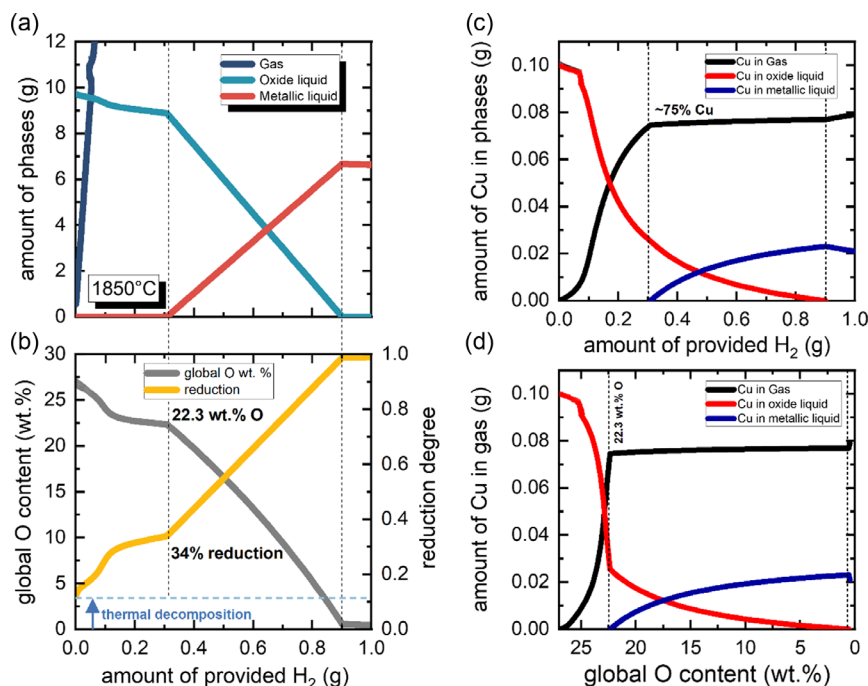 (a)
12
10
8
6
4
2
0
amount of phases (g)
Gas
Oxide liquid
Metallic liquid
1850°C
(b)
30
25
20
15
10
5
0
global O content (wt.%)
global O wt. %
reduction
22.3 wt.% O
34% reduction
thermal decomposition
1.0
0.8
0.6
0.4
0.2
0.0
reduction degree
0.0 0.2 0.4 0.6 0.8 1.0
amount of provided H₂ (g)
(c)
0.10
0.08
0.06
0.04
0.02
0.00
amount of Cu in phases (g)
Cu in Gas
Cu in oxide liquid
Cu in metallic liquid
~75% Cu
0.0 0.2 0.4 0.6 0.8 1.0
amount of provided H₂ (g)
(d)
0.10
0.08
0.06
0.04
0.02
0.00
amount of Cu in gas (g)
22.3 wt.% O
Cu in Gas
Cu in oxide liquid
Cu in metallic liquid
25 20 15 10 5 0
global O content (wt.%)